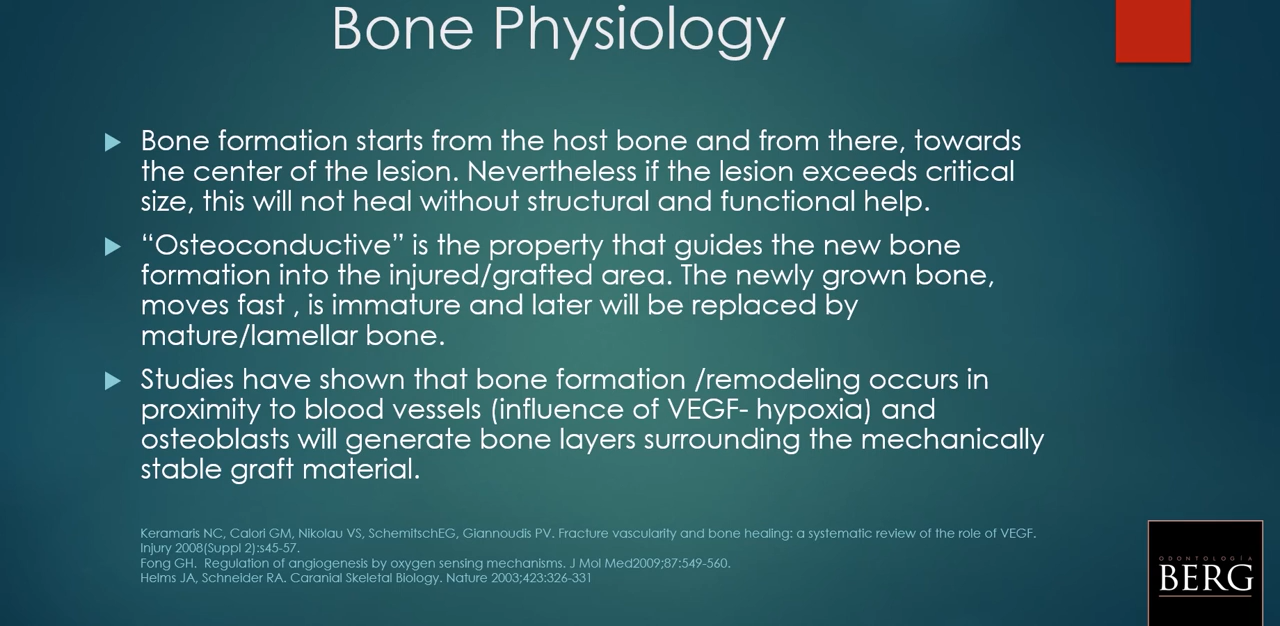 Bone Physiology
Bone formation starts from the host bone and from there, towards
the center of the lesion. Nevertheless if the lesion exceeds critical
size, this will not heal without structural and functional help.
“Osteoconductive” is the property that guides the new bone
formation into the injured/grafted area. The newly grown bone,
moves fast , is immature and later will be replaced by
mature/lamellar bone.
Studies have shown that bone formation /remodeling occurs in
proximity to blood vessels (influence of VEGF- hypoxia) and
osteoblasts will generate bone layers surrounding the mechanically
stable graft material.
Keramaris NC, Calori GM, Nikolau VS, SchemitschEG, Giannoudis PV. Fracture vascularity and bone healing: a systematic review of the role of VEGF.
Injury 2008(Suppl 2):s45-57.
Fong GH. Regulation of angiogenesis by oxygen sensing mechanisms. J Mol Med2009;87:549-560.
Helms JA, Schneider RA. Caranial Skeletal Biology. Nature 2003;423:326-331
ODONTOLOGIA
BERG